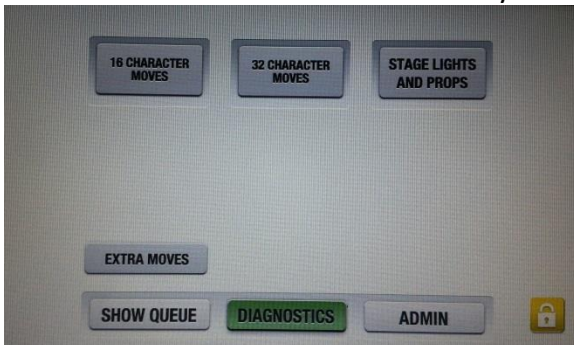 16 CHARACTER
MOVES
32 CHARACTER
MOVES
STAGE LIGHTS
AND PROPS
EXTRA MOVES
SHOW QUEUE
DIAGNOSTICS
ADMIN